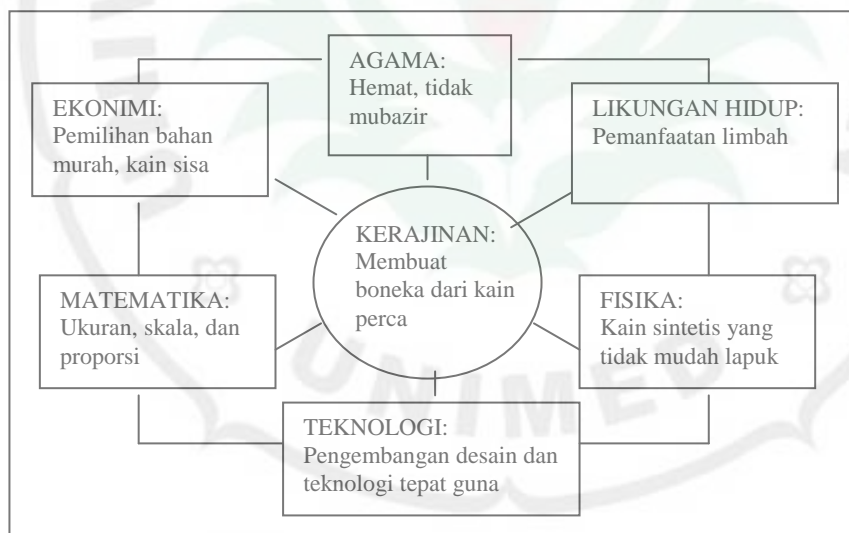 AGAMA:
Hemat, tidak
mubazir
EKONIMI:
Pemilihan bahan
murah, kain sisa
LIKUNGAN HIDUP:
Pemanfaatan limbah
KERAJINAN:
Membuat
boneka dari kain
perca
MATEMATIKA:
Ukuran, skala, dan
proporsi
FISIKA:
Kain sintetis yang
tidak mudah lapuk
TEKNOLOGI:
Pengembangan desain dan
teknologi tepat guna
UNIMED